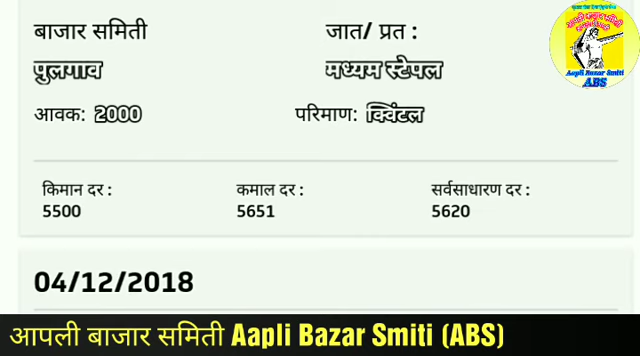 बाजार समिती
जात/ प्रत :
पुलगाव
मध्यम स्टेपल
आवक: 2000
परिमाण: क्विंटल
किमान दर :
कमाल दर :
सर्वसाधारण दर :
5500
5651
5620
04/12/2018
Aapli Bazar Smiti
ABS
आपली बाजार समिती Aapli Bazar Smiti (ABS)